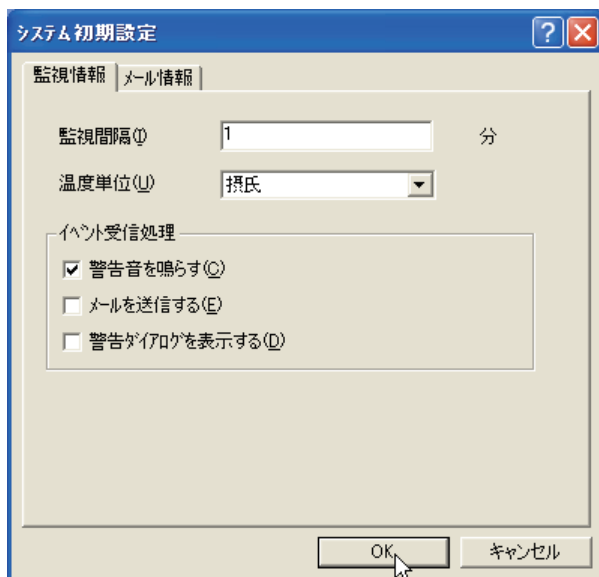 システム初期設定
監視情報 メール情報
監視間隔(I) 1 分
温度単位(U) 摂氏
イベント受信処理
警告音を鳴らす(C)
メールを送信する(E)
警告ダイアログを表示する(D)
OK キャンセル